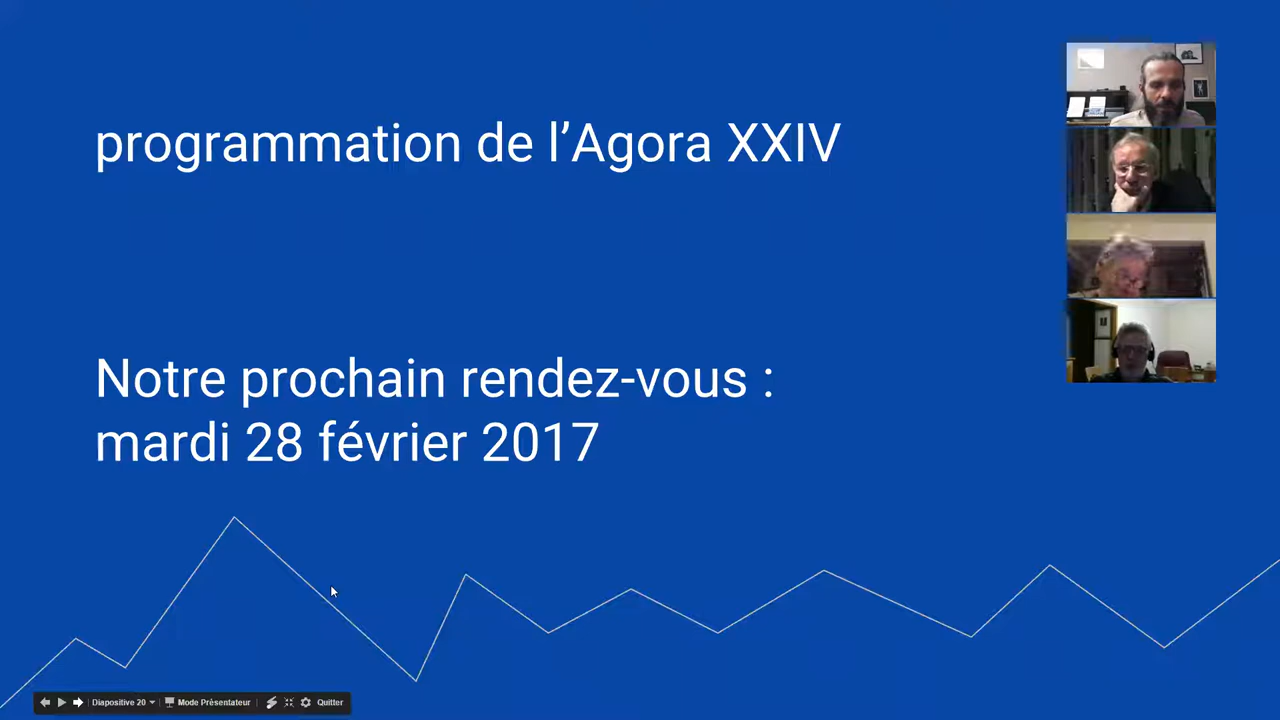 programmation de l’Agora XXIV
Notre prochain rendez-vous :
mardi 28 février 2017
Diapositive 20
Mode Présentateur
Quitter